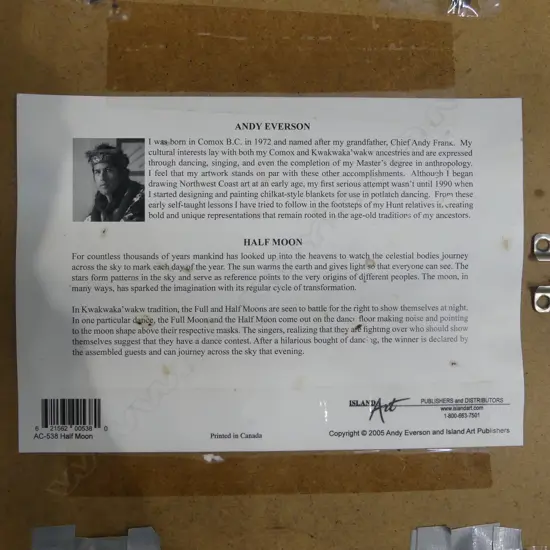 ANDY EVERSON
I was born in Comox B.C. in 1972 and named after my grandfather, Chief Andy Frank. My
cultural interests lay with both my Comox and Kwakwaka'wakw ancestries and are expressed
through dancing, singing, and even the completion of my Master's degree in anthropology.
I feel that my artwork stands on par with these other accomplishments. Although I began
drawing Northwest Coast art at an early age, my first serious attempt wasn't until 1990 when
I started designing and painting chilkat-style blankets for use in potlatch dancing. From these
early self-taught lessons I have tried to follow in the footsteps of my Hunt relatives in creating
bold and unique representations that remain rooted in the age-old traditions of my ancestors.
HALF MOON
For countless thousands of years mankind has looked up into the heavens to watch the celestial bodies journey
across the sky to mark each day of the year. The sun warms the earth and gives light so that everyone can see. The
stars form patterns in the sky and serve as reference points to the very origins of different peoples. The moon, in
many ways, has sparked the imagination with its regular cycle of transformation.
In Kwakwaka'wakw tradition, the Full and Half Moons are seen to battle for the right to show themselves at night.
In one particular dance, the Full Moon and the Half Moon come out on the dance floor making noise and pointing
to the moon shape above their respective masks. The singers, realizing that they are fighting over who should show
themselves suggest that they have a dance contest. After a hilarious bought of dancing, the winner is declared by
the assembled guests and can journey across the sky that evening.
ISLAND Art
PUBLISHERS and DISTRIBUTORS
www.islandart.com
1-800-663-7501
6 21562 00538 0
AC-538 Half Moon
Printed in Canada
Copyright © 2005 Andy Everson and Island Art Publishers